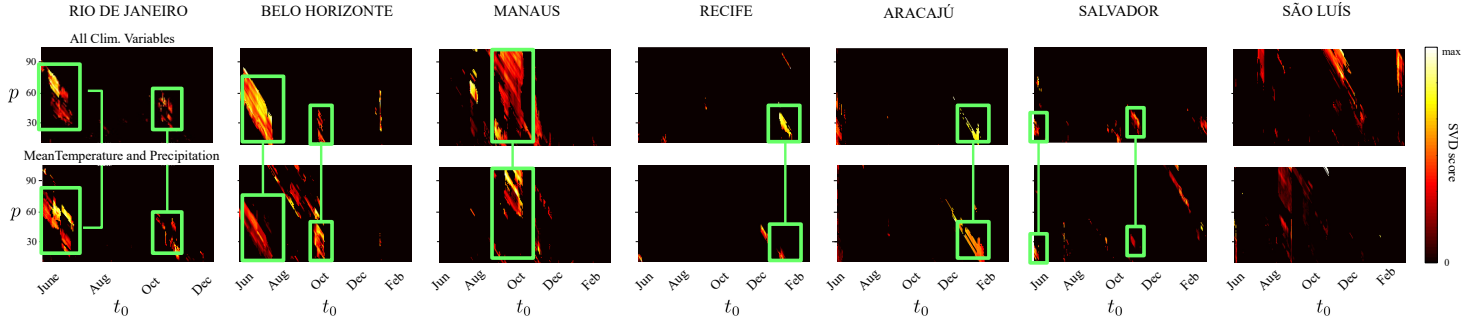 RIO DE JANEIRO BELO HORIZONTE MANAUS RECIFE ARACAJÚ SALVADOR SÃO LUÍS
All Clim. Variables
max
90
p 60
30
SVD score
MeanTemperature and Precipitation
90
p 60
30
0
June Aug Oct Dec Jun Aug Oct Dec Feb Jun Aug Oct Dec Feb Jun Aug Oct Dec Feb Jun Aug Oct Dec Feb Jun Aug Oct Dec Feb Jun Aug Oct Dec Feb
t0 t0 t0 t0 t0 t0 t0